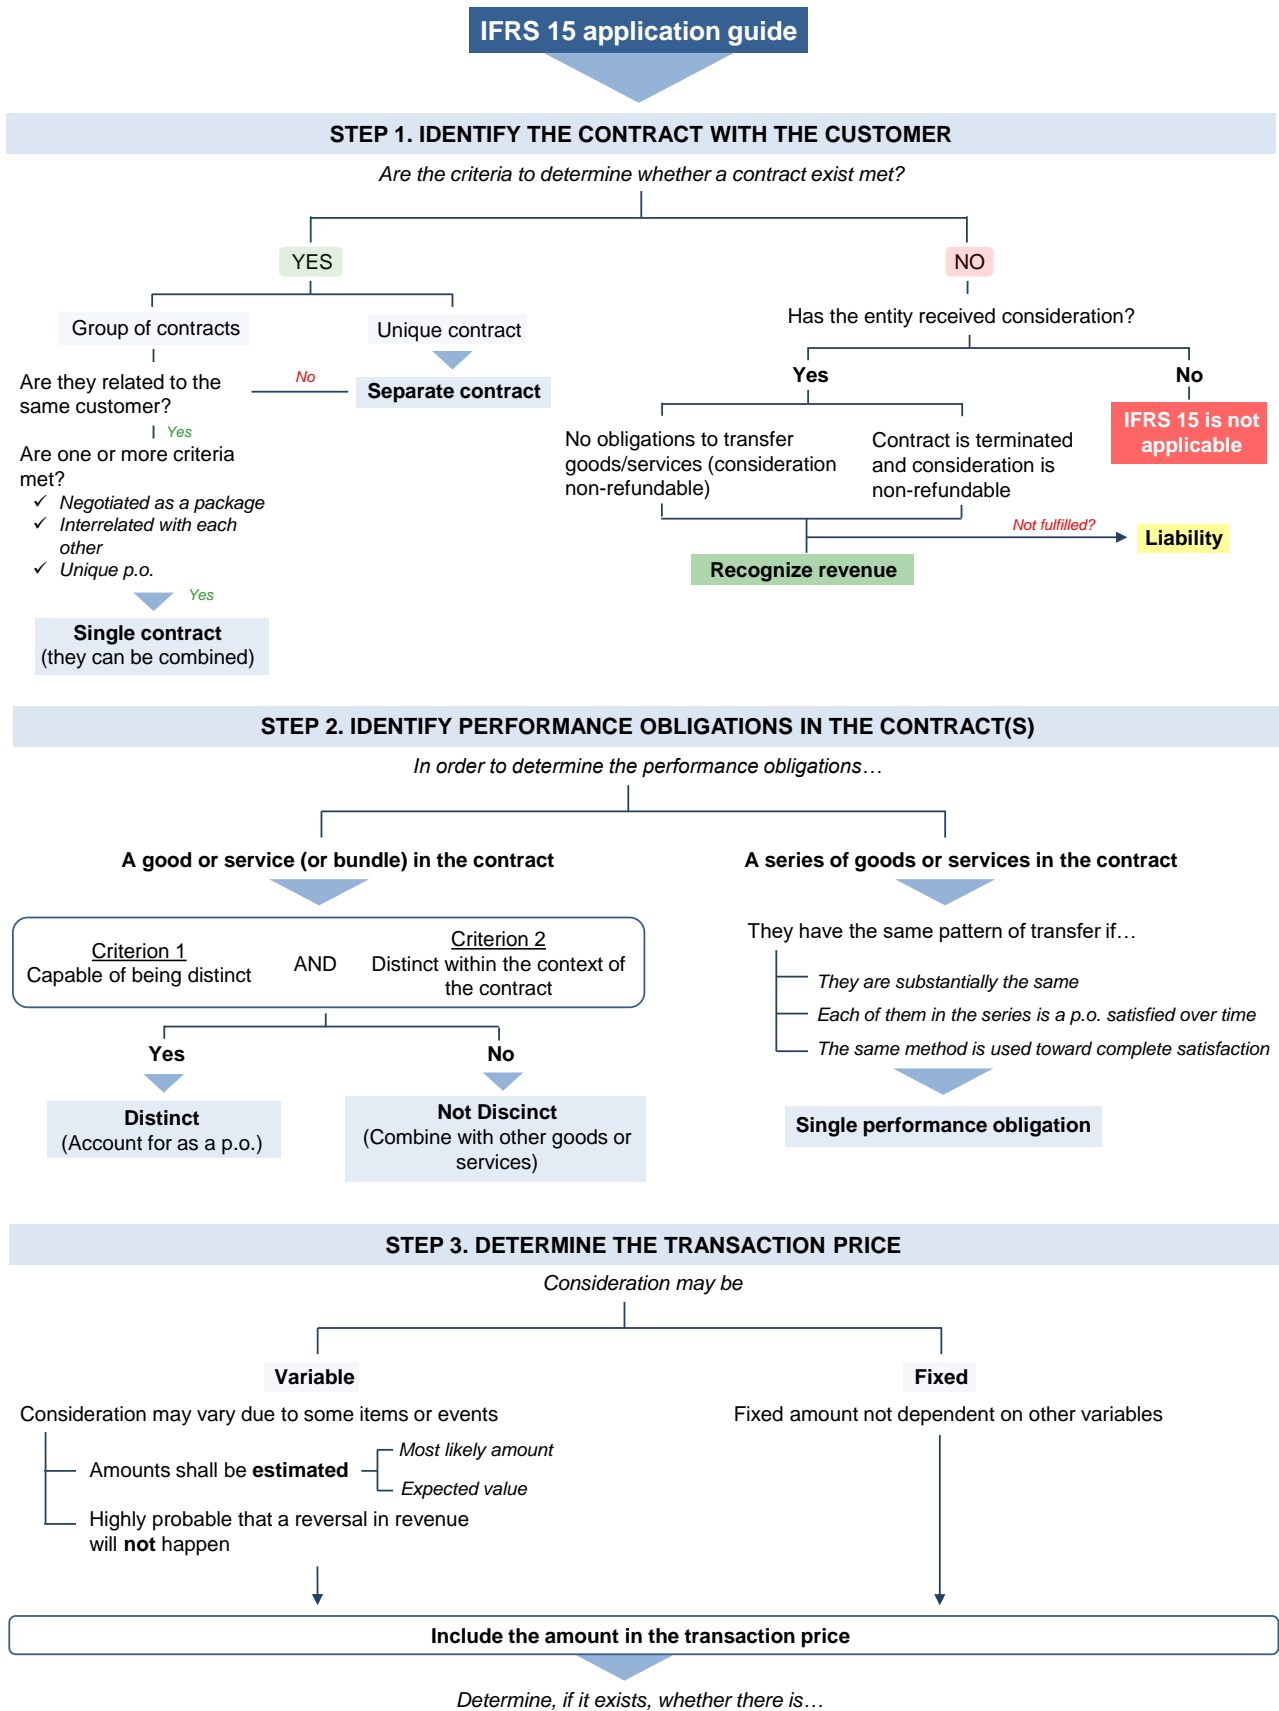 IFRS 15 application guide
STEP 1. IDENTIFY THE CONTRACT WITH THE CUSTOMER
Are the criteria to determine whether a contract exist met?
YES
NO
Group of contracts
Unique contract
Has the entity received consideration?
Are they related to the
same customer?
No
Separate contract
Yes
No
IFRS 15 is not
applicable
Yes
Are one or more criteria
met?
✓ Negotiated as a package
✓ Interrelated with each
other
✓ Unique p.o.
No obligations to transfer
goods/services (consideration
non-refundable)
Contract is terminated
and consideration is
non-refundable
Not fulfilled?
Liability
Recognize revenue
Yes
Single contract
(they can be combined)
STEP 2. IDENTIFY PERFORMANCE OBLIGATIONS IN THE CONTRACT(S)
In order to determine the performance obligations…
A good or service (or bundle) in the contract
A series of goods or services in the contract
Criterion 1
Capable of being distinct
AND
Criterion 2
Distinct within the context of
the contract
They have the same pattern of transfer if…
They are substantially the same
Each of them in the series is a p.o. satisfied over time
The same method is used toward complete satisfaction
Yes
No
Distinct
(Account for as a p.o.)
Not Discinct
(Combine with other goods or
services)
Single performance obligation
STEP 3. DETERMINE THE TRANSACTION PRICE
Consideration may be
Variable
Fixed
Consideration may vary due to some items or events
Fixed amount not dependent on other variables
Amounts shall be estimated
Most likely amount
Expected value
Highly probable that a reversal in revenue
will not happen
Include the amount in the transaction price
Determine, if it exists, whether there is…